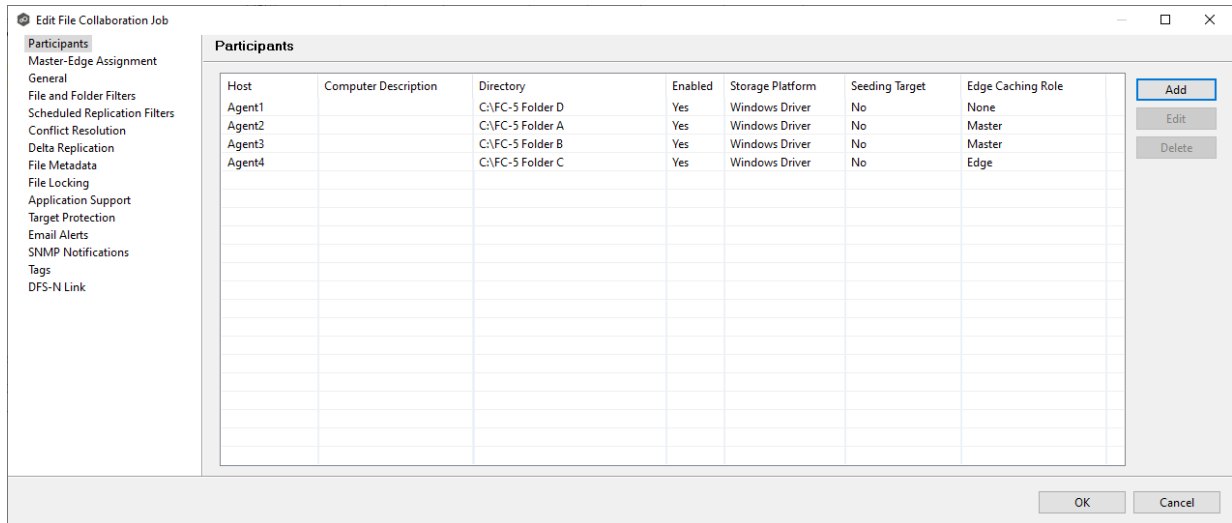 Edit File Collaboration Job
Participants
Master-Edge Assignment
General
File and Folder Filters
Scheduled Replication Filters
Conflict Resolution
Delta Replication
File Metadata
File Locking
Application Support
Target Protection
Email Alerts
SNMP Notifications
Tags
DFS-N Link
Participants
Host Computer Description Directory Enabled Storage Platform Seeding Target Edge Caching Role
Agent1 C:\FC-5 Folder D Yes Windows Driver No None
Agent2 C:\FC-5 Folder A Yes Windows Driver No Master
Agent3 C:\FC-5 Folder B Yes Windows Driver No Master
Agent4 C:\FC-5 Folder C Yes Windows Driver No Edge
Add
Edit
Delete
OK Cancel